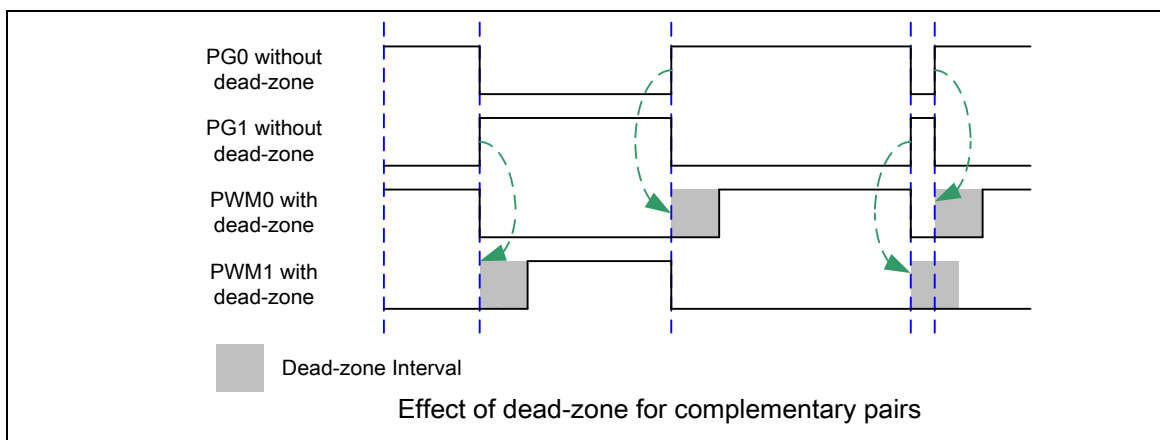 PG0 without
dead-zone
PG1 without
dead-zone
PWM0 with
dead-zone
PWM1 with
dead-zone
Dead-zone Interval
Effect of dead-zone for complementary pairs